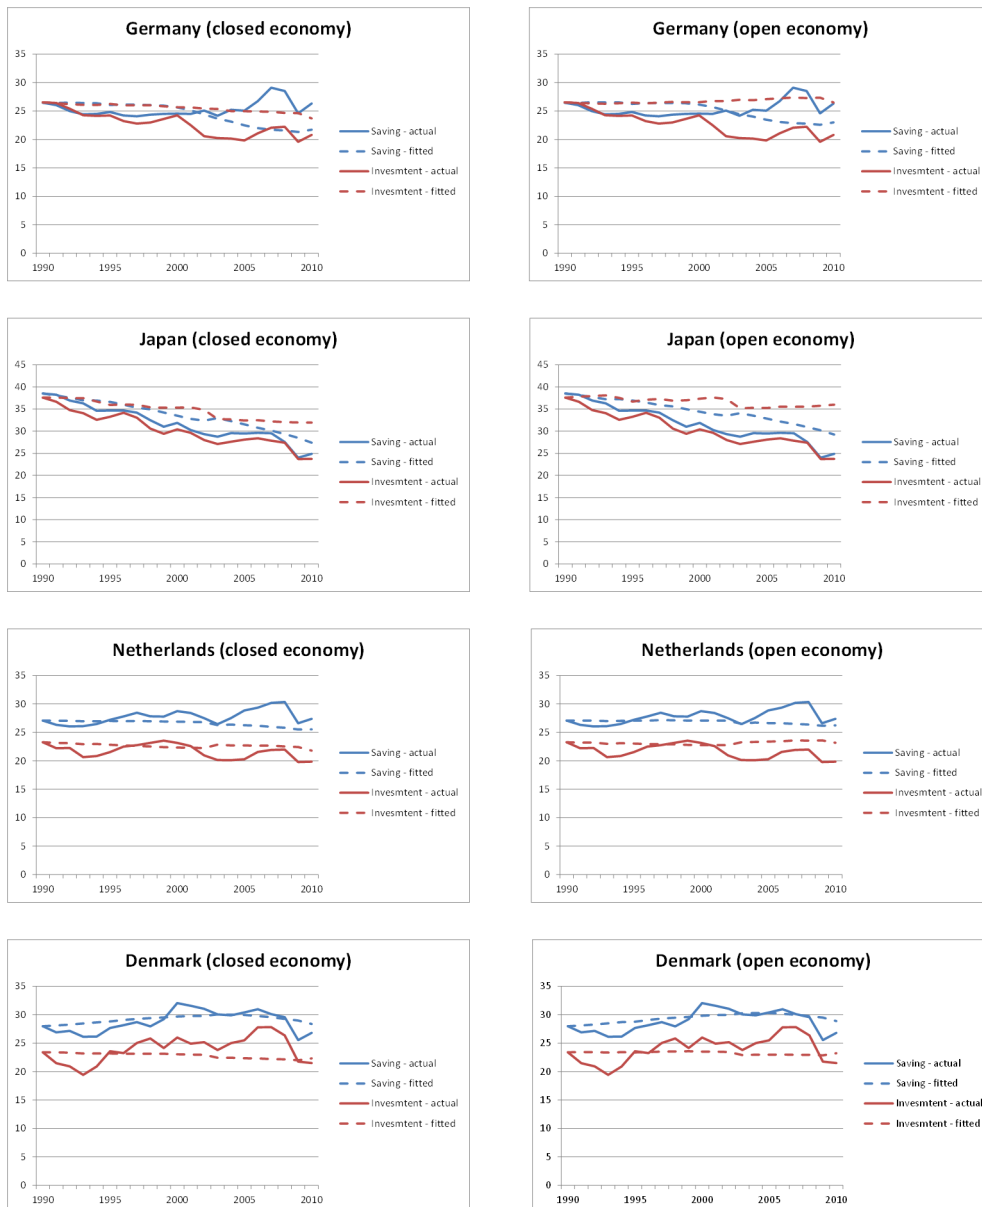 Germany (closed economy)
35
30
25
20
15
10
5
0
1990
1995
2000
2005
2010
Saving - actual
Saving - fitted
Invesmtent - actual
Invesmtent - fitted
Germany (open economy)
35
30
25
20
15
10
5
0
1990
1995
2000
2005
2010
Saving - actual
Saving - fitted
Invesmtent - actual
Invesmtent - fitted
Japan (closed economy)
45
40
35
30
25
20
15
10
5
0
1990
1995
2000
2005
2010
Saving - actual
Saving - fitted
Invesmtent - actual
Invesmtent - fitted
Japan (open economy)
45
40
35
30
25
20
15
10
5
0
1990
1995
2000
2005
2010
Saving - actual
Saving - fitted
Invesmtent - actual
Invesmtent - fitted
Netherlands (closed economy)
35
30
25
20
15
10
5
0
1990
1995
2000
2005
2010
Saving - actual
Saving - fitted
Invesmtent - actual
Invesmtent - fitted
Netherlands (open economy)
35
30
25
20
15
10
5
0
1990
1995
2000
2005
2010
Saving - actual
Saving - fitted
Invesmtent - actual
Invesmtent - fitted
Denmark (closed economy)
35
30
25
20
15
10
5
0
1990
1995
2000
2005
2010
Saving - actual
Saving - fitted
Invesmtent - actual
Invesmtent - fitted
Denmark (open economy)
35
30
25
20
15
10
5
0
1990
1995
2000
2005
2010
Saving - actual
Saving - fitted
Invesmtent - actual
Invesmtent - fitted